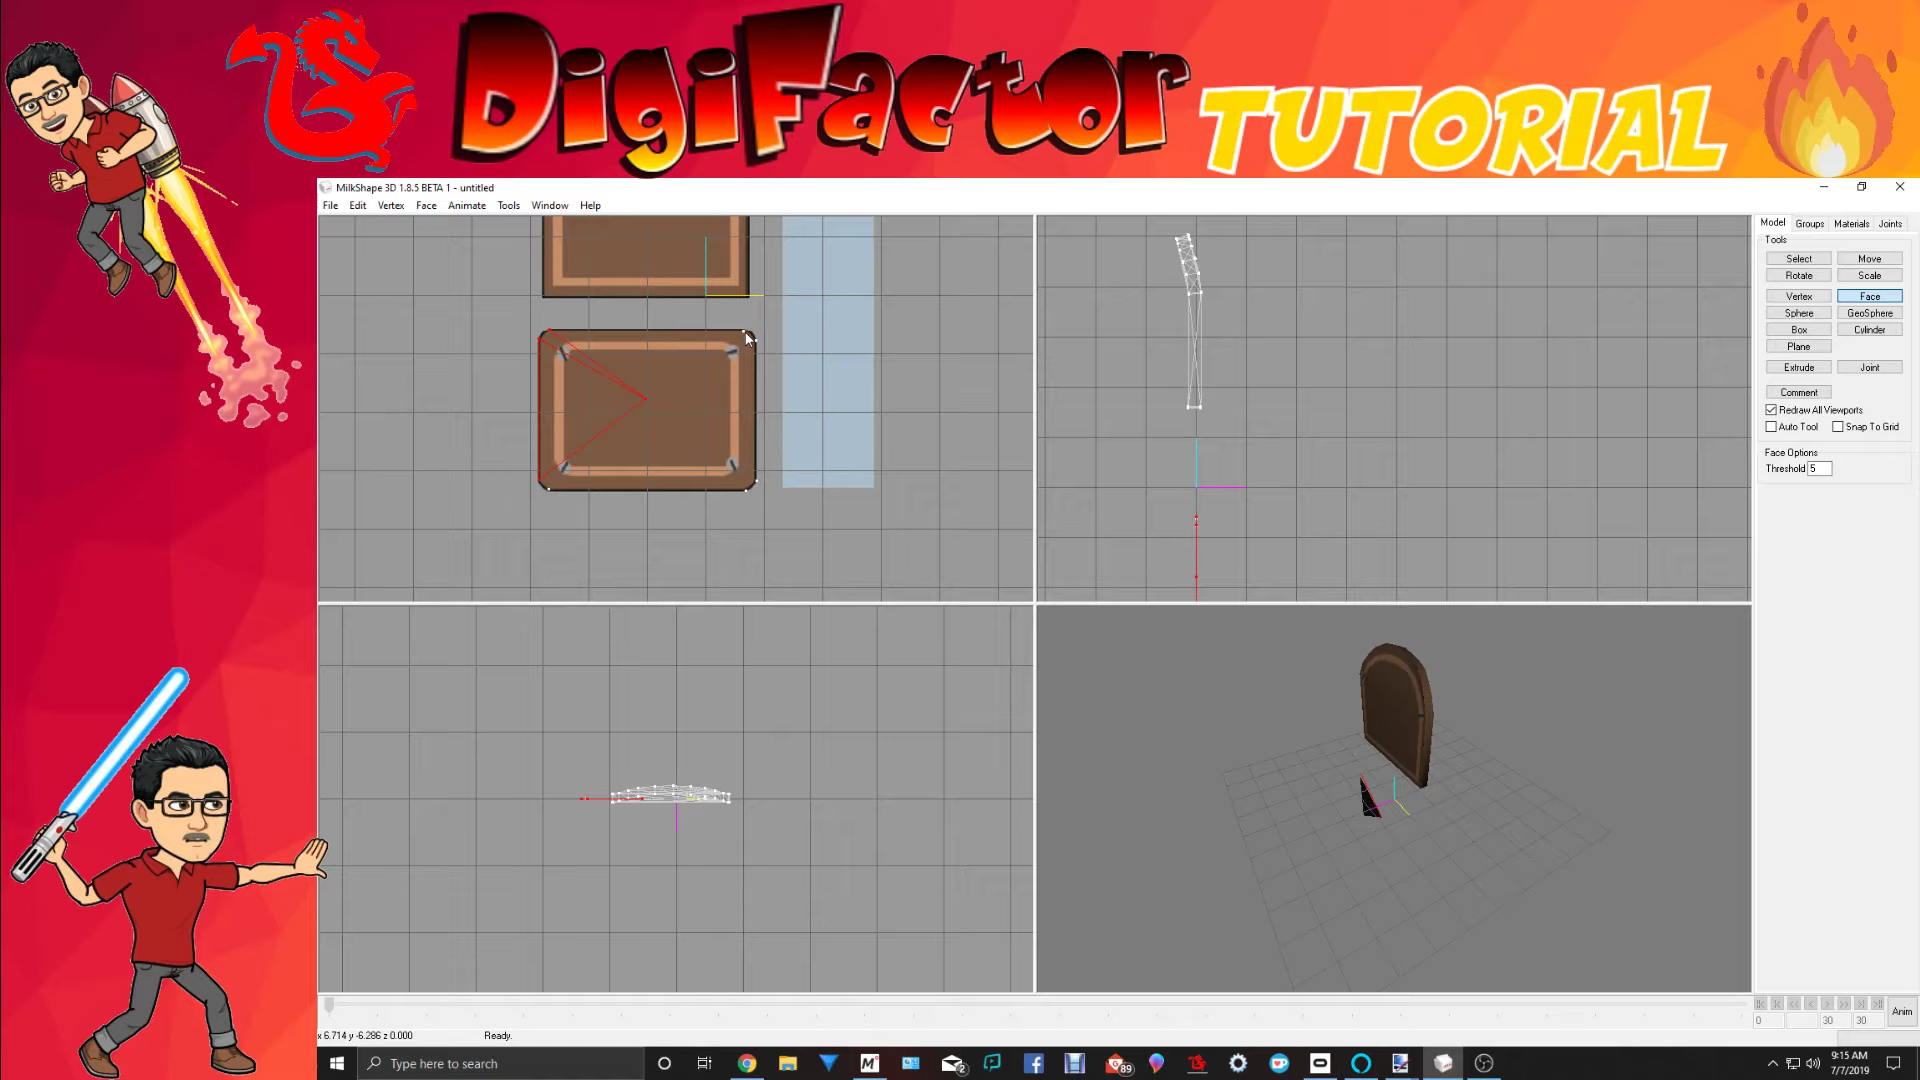 DigiFactor TUTORIAL
MilkShape 3D 1.8.5 BETA 1 - untitled
File Edit Vertex Face Animate Tools Window Help
Model Groups Materials Joints
Tools
Select Move
Rotate Scale
Vertex Face
Sphere GeoSphere
Box Cylinder
Plane
Extrude Joint
Comment
Redraw All Viewports
Auto Tool Snap To Grid
Face Options
Threshold 5
0 30 30
Anim
x 6.714 y -6.286 z 0.000 Ready.
Type here to search
2
89
9:15 AM
7/7/2019